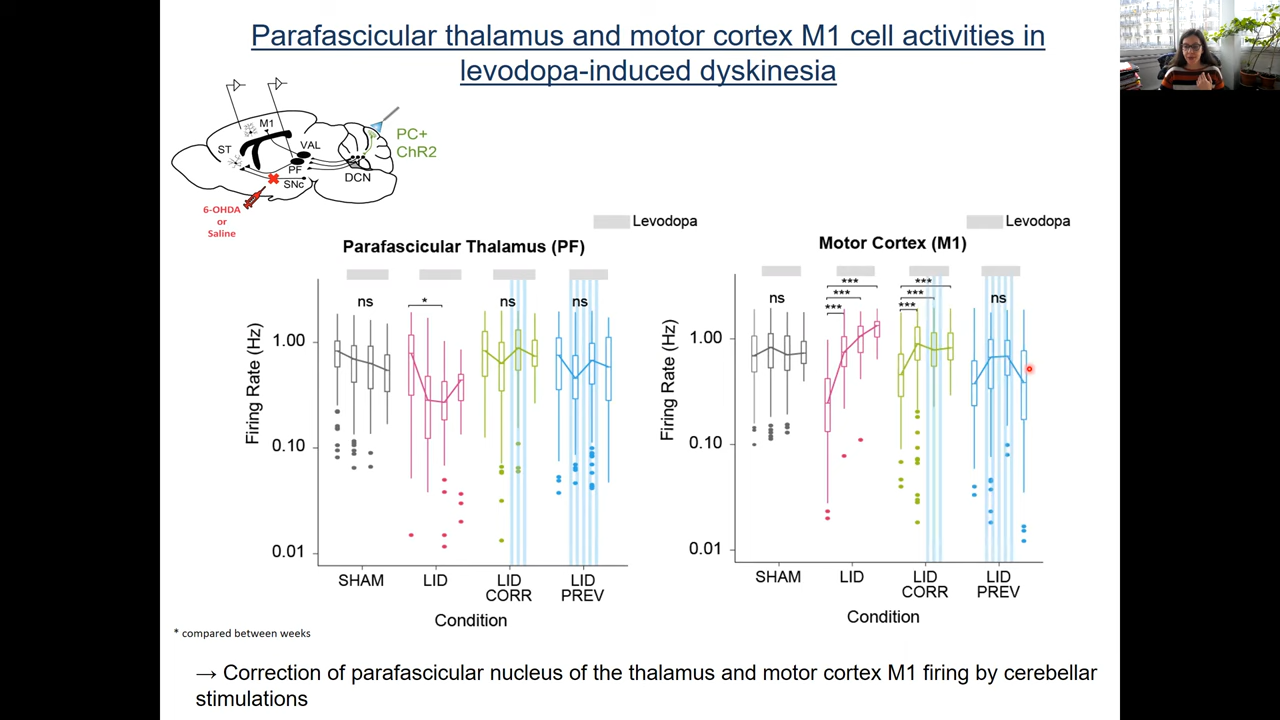 Parafascicular thalamus and motor cortex M1 cell activities in
levodopa-induced dyskinesia
M1
ST
VAL
PF
SNc
DCN
PC+
ChR2
6-OHDA
or
Saline
Levodopa
Parafascicular Thalamus (PF)
ns
*
ns
ns
Firing Rate (Hz)
1.00
0.10
0.01
SHAM
LID
LID
CORR
LID
PREV
Condition
Levodopa
Motor Cortex (M1)
ns
***
***
***
***
***
***
ns
Firing Rate (Hz)
1.00
0.10
0.01
SHAM
LID
LID
CORR
LID
PREV
Condition
* compared between weeks
→ Correction of parafascicular nucleus of the thalamus and motor cortex M1 firing by cerebellar
stimulations